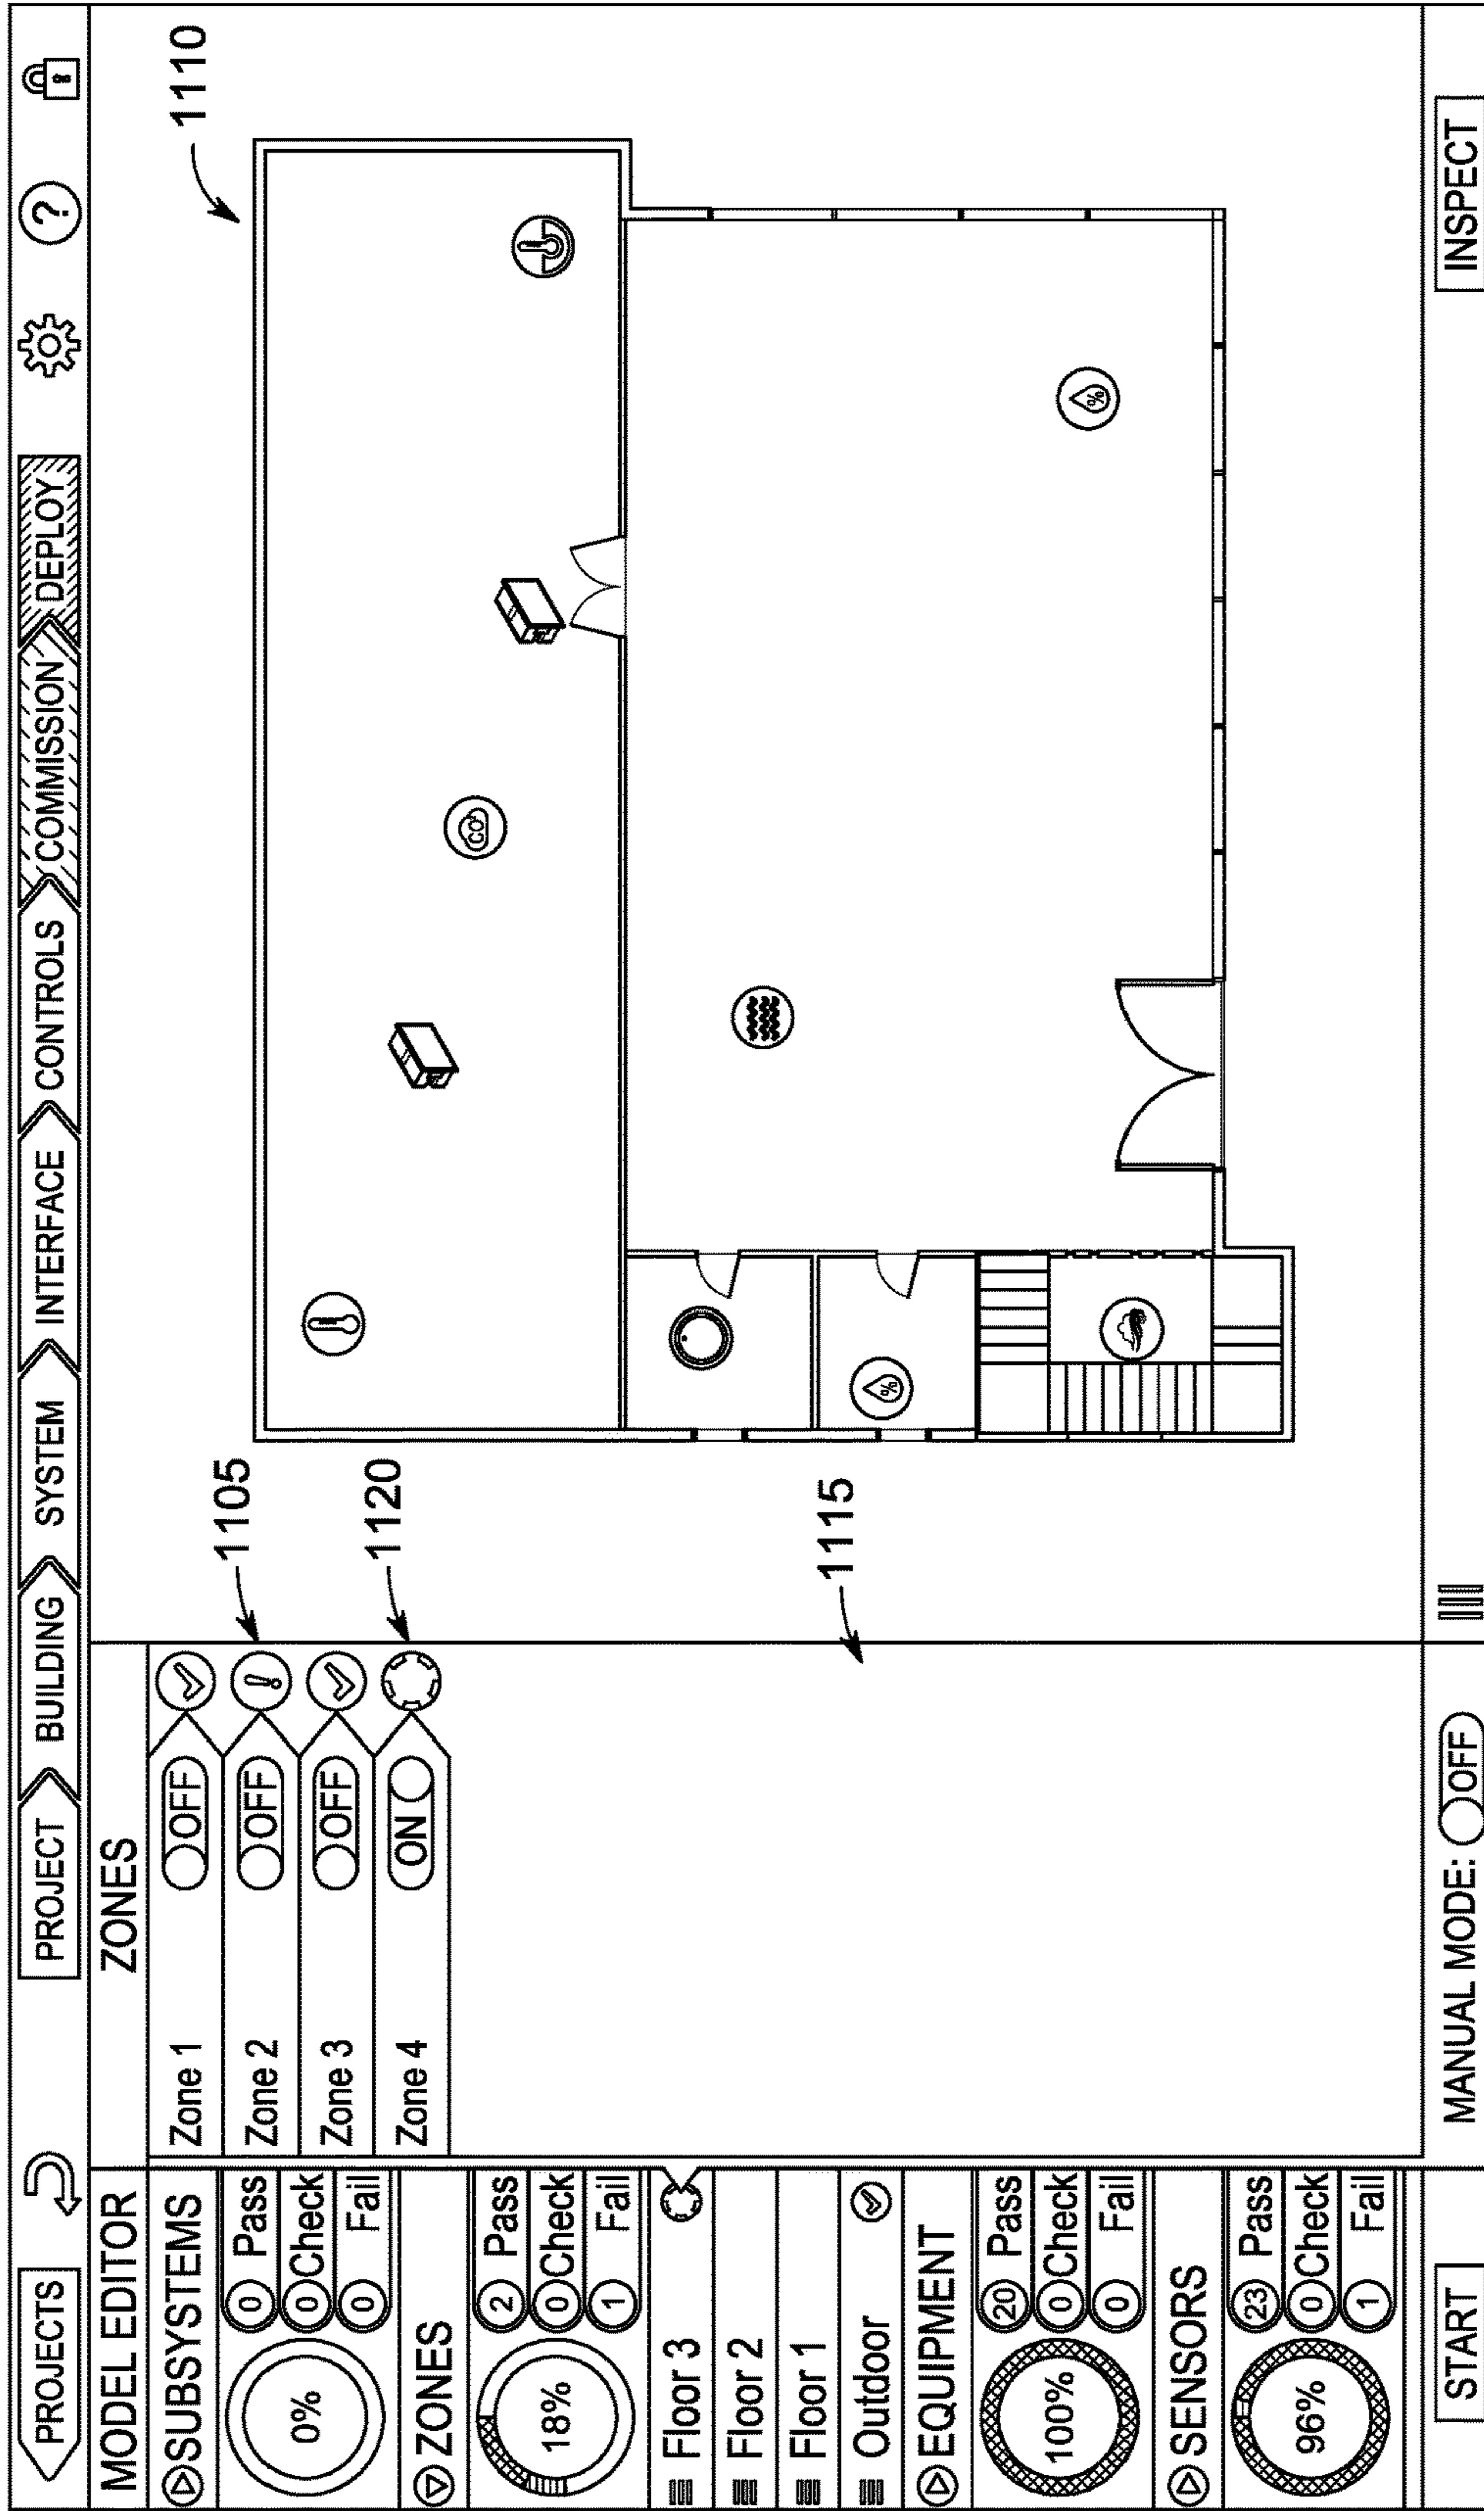 PROJECTS
PROJECT BUILDING SYSTEM INTERFACE CONTROLS COMMISSION DEPLOY ?
MODEL EDITOR
SUBSYSTEMS
0%
0 Pass
0 Check
0 Fail
ZONES
18%
2 Pass
0 Check
1 Fail
Floor 3
Floor 2
Floor 1
Outdoor
EQUIPMENT
100%
20 Pass
0 Check
0 Fail
SENSORS
96%
23 Pass
0 Check
1 Fail
START
ZONES
Zone 1 OFF
Zone 2 OFF !
Zone 3 OFF
Zone 4 ON
1105
1120
1115
1110
CO
%
%
MANUAL MODE: OFF
INSPECT